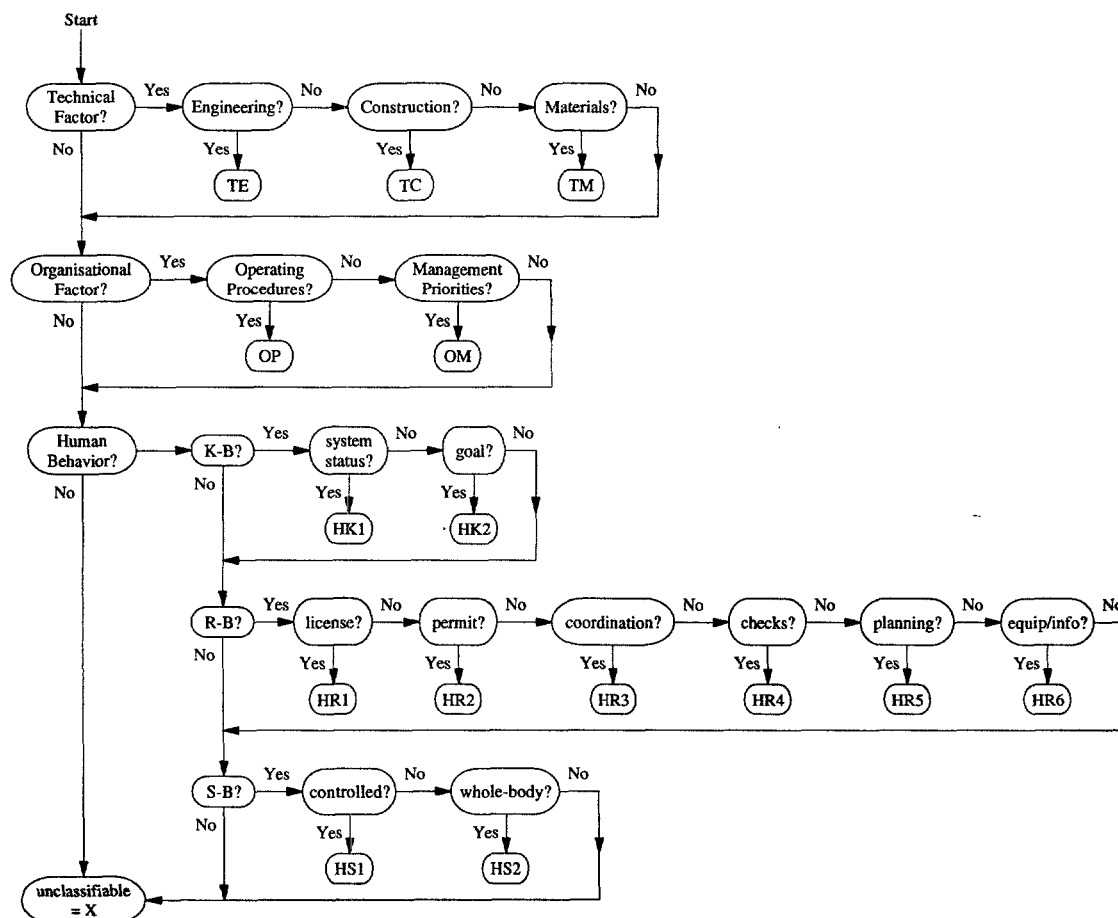 Start
Technical
Factor?
Yes
Engineering?
No
Construction?
No
Materials?
No
No
Yes
Yes
Yes
TE
TC
TM
Organisational
Factor?
Yes
Operating
Procedures?
No
Management
Priorities?
No
No
Yes
Yes
OP
OM
Human
Behavior?
K-B?
Yes
system
status?
No
goal?
No
No
No
Yes
Yes
HK1
HK2
R-B?
Yes
license?
No
permit?
No
coordination?
No
checks?
No
planning?
No
equip/info?
No
No
Yes
Yes
Yes
Yes
Yes
Yes
HR1
HR2
HR3
HR4
HR5
HR6
S-B?
Yes
controlled?
No
whole-body?
No
No
Yes
Yes
HS1
HS2
unclassifiable
= X